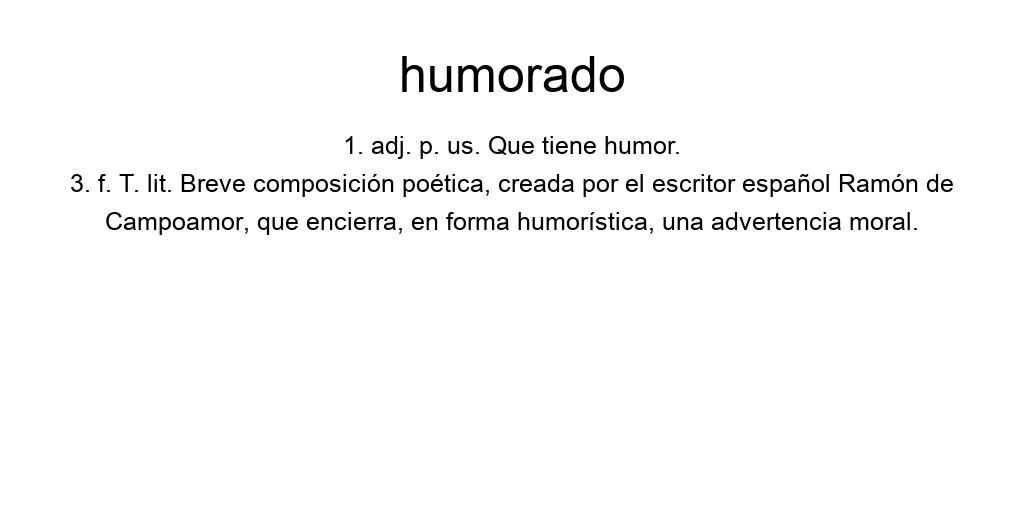 humorado
1. adj. p. us. Que tiene humor.
3. f. T. lit. Breve composición poética, creada por el escritor español Ramón de
Campoamor, que encierra, en forma humorística, una advertencia moral.